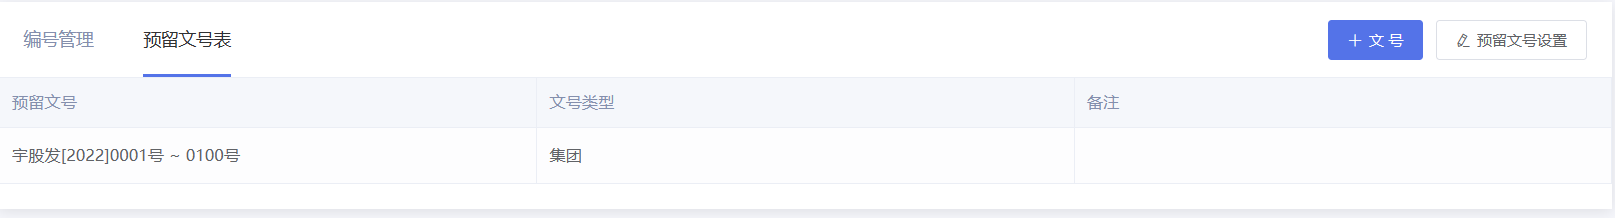 编号管理 预留文号表 + 文 号 预留文号设置
预留文号 文号类型 备注
宇股发[2022]0001号 ~ 0100号 集团